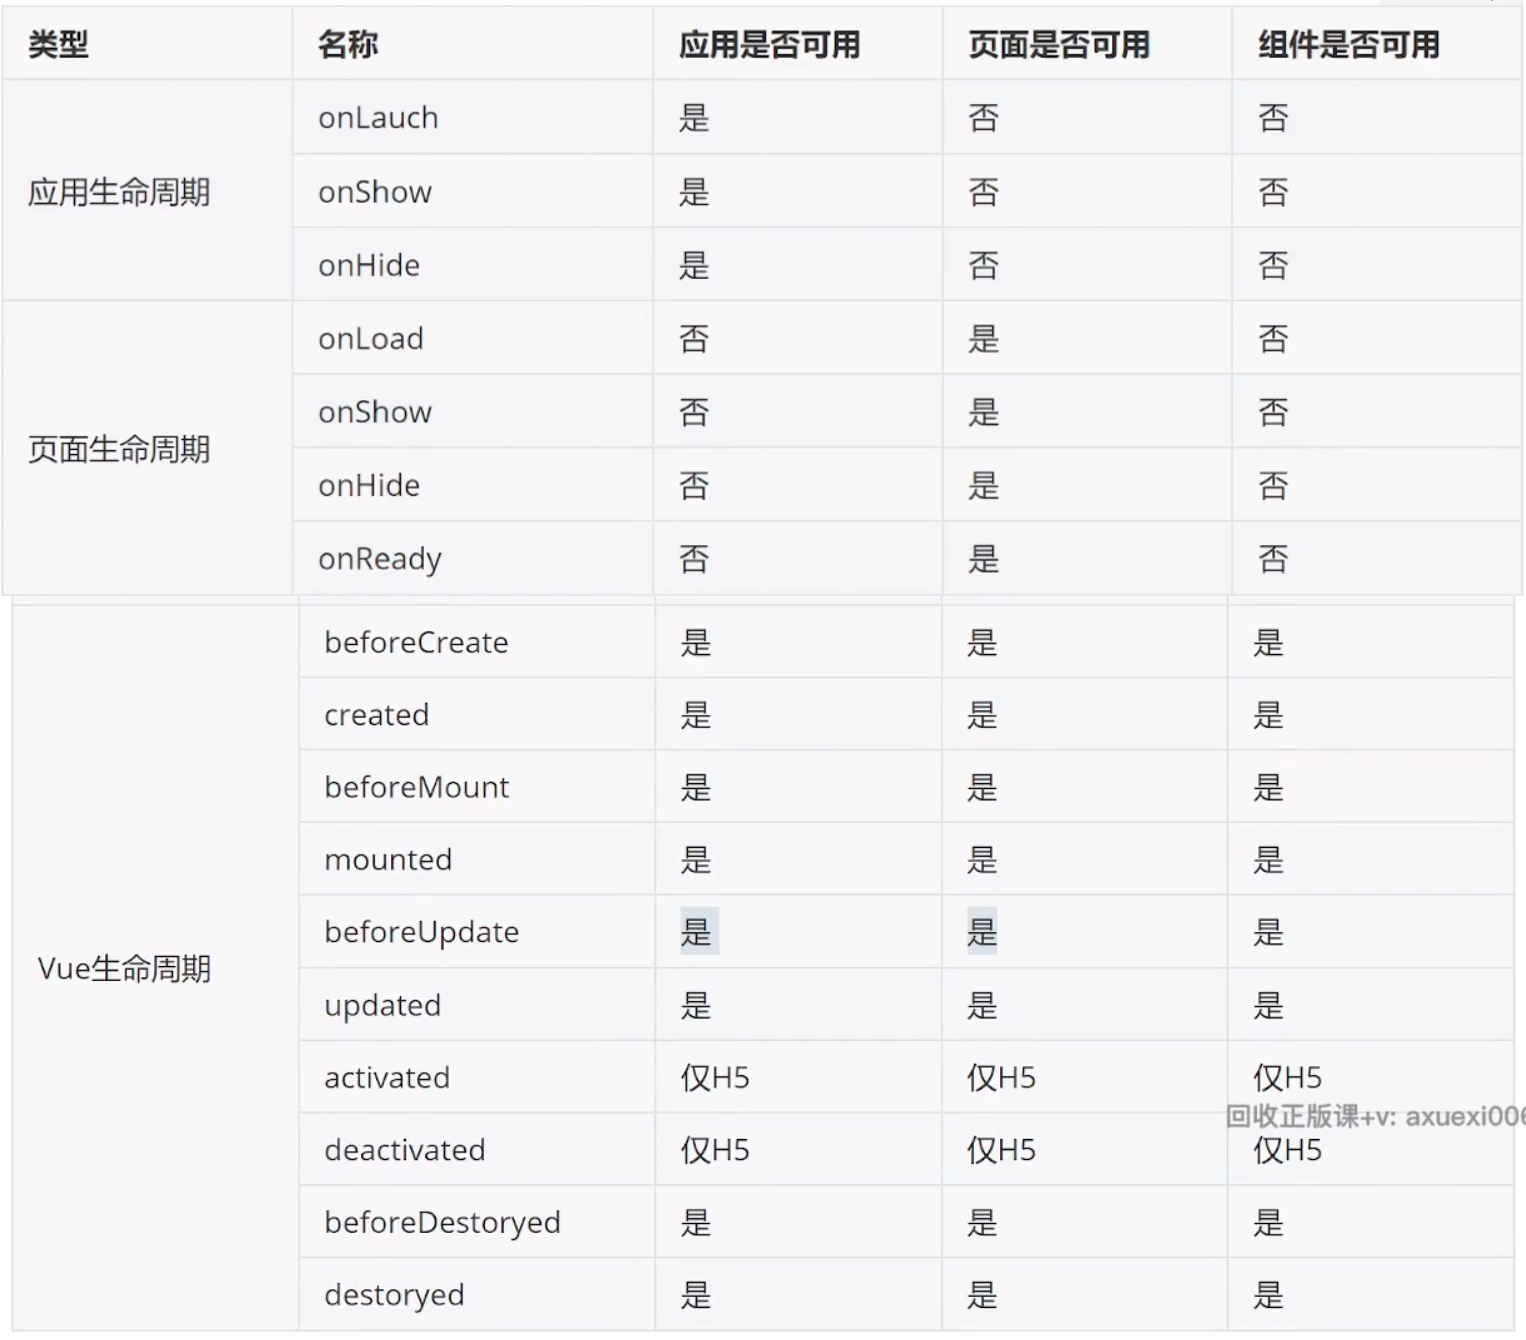 类型 名称 应用是否可用 页面是否可用 组件是否可用
onLauch 是 否 否
应用生命周期 onShow 是 否 否
onHide 是 否 否
onLoad 否 是 否
onShow 否 是 否
页面生命周期
onHide 否 是 否
onReady 否 是 否
beforeCreate 是 是 是
created 是 是 是
beforeMount 是 是 是
mounted 是 是 是
beforeUpdate 是 是 是
Vue生命周期
updated 是 是 是
activated 仅H5 仅H5 仅H5
回收正版课+v: axuexi006
deactivated 仅H5 仅H5 仅H5
beforeDestoryed 是 是 是
destoryed 是 是 是